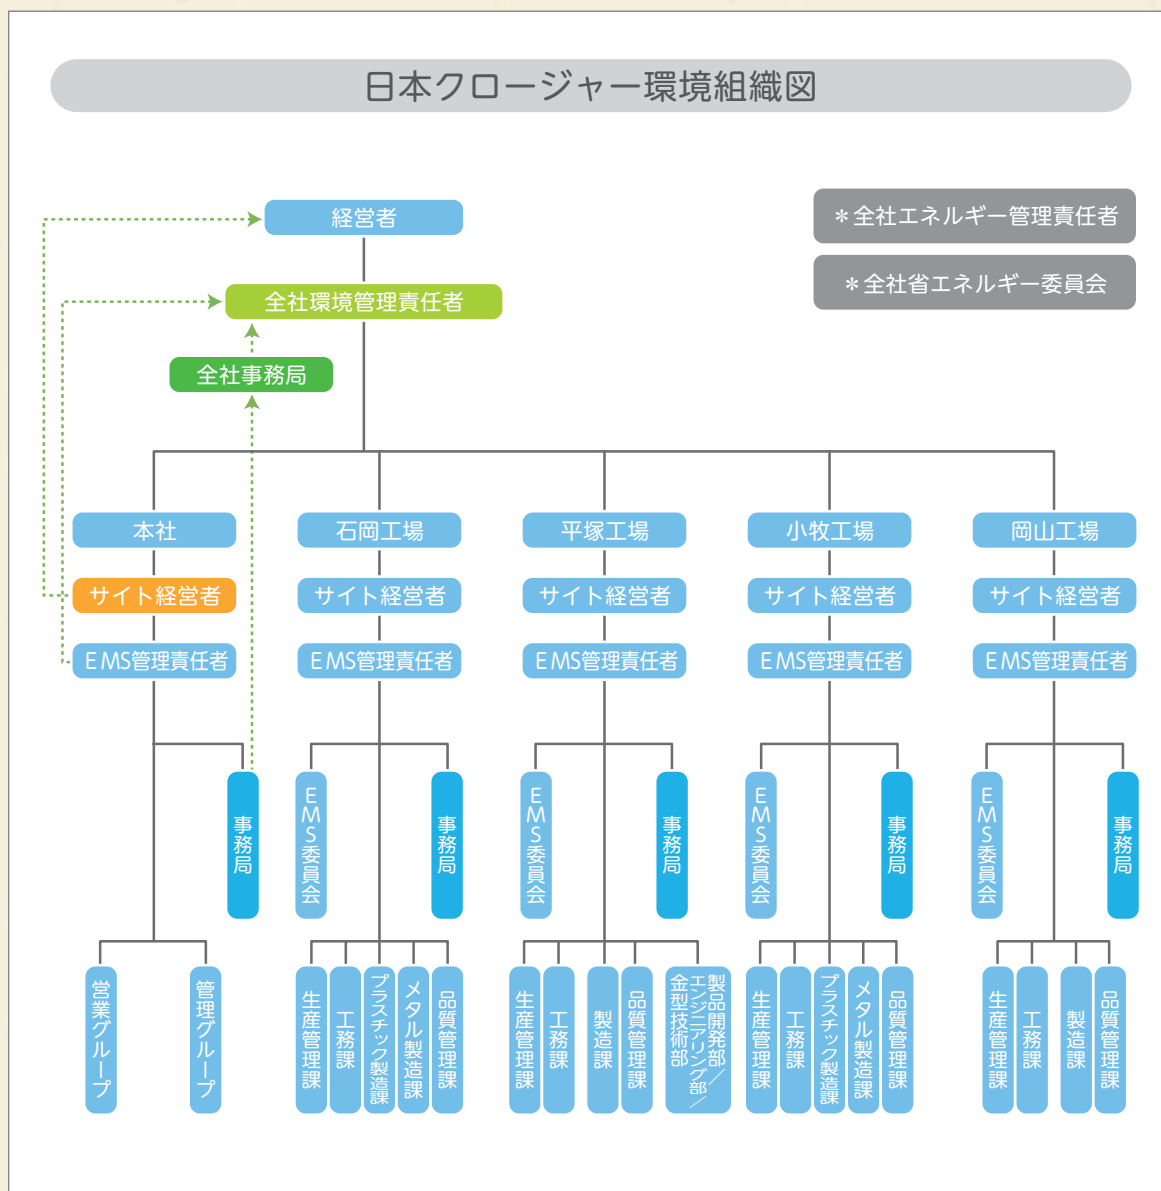 日本クロージャー環境組織図
経営者
＊全社エネルギー管理責任者
＊全社省エネルギー委員会
全社環境管理責任者
全社事務局
本社
石岡工場
平塚工場
小牧工場
岡山工場
サイト経営者
サイト経営者
サイト経営者
サイト経営者
サイト経営者
EMS管理責任者
EMS管理責任者
EMS管理責任者
EMS管理責任者
EMS管理責任者
事務局
EMS委員会
事務局
EMS委員会
事務局
EMS委員会
事務局
EMS委員会
事務局
営業グループ
管理グループ
生産管理課
工務課
プラスチック製造課
メタル製造課
品質管理課
生産管理課
工務課
製造課
品質管理課
製品開発部／
エンジニアリング部／
金型技術部
生産管理課
工務課
プラスチック製造課
メタル製造課
品質管理課
生産管理課
工務課
製造課
品質管理課